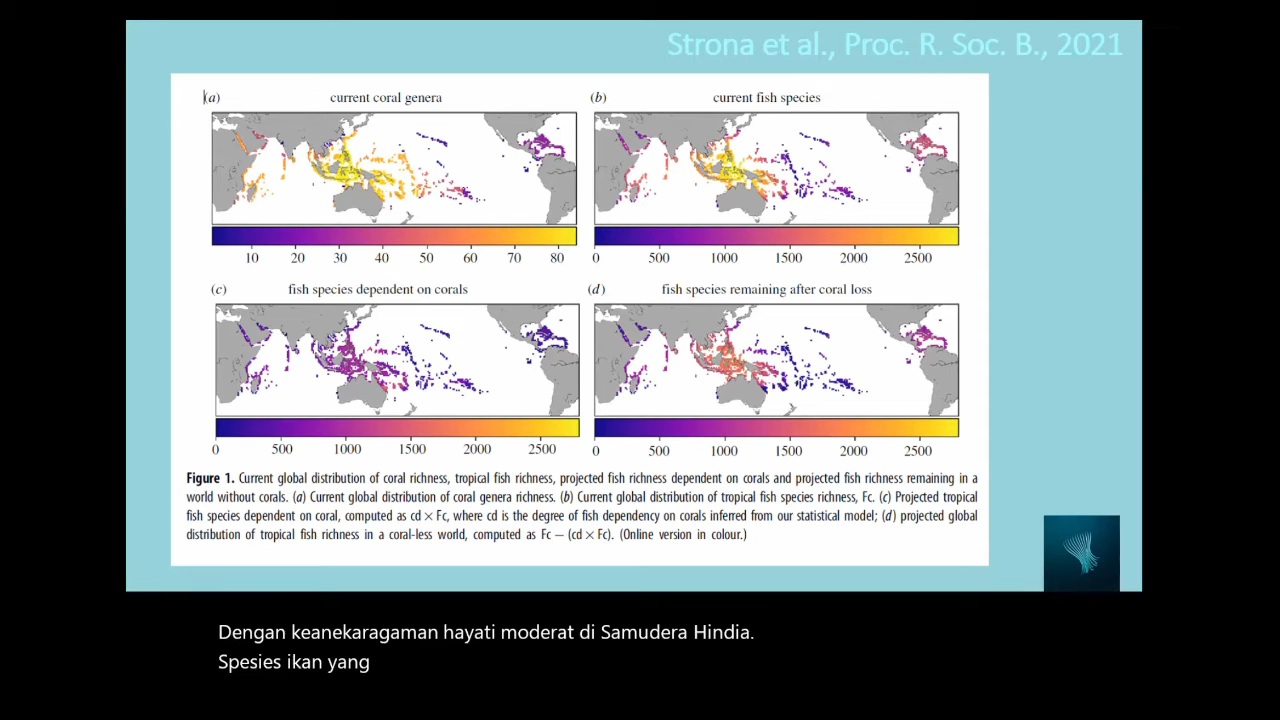 Strona et al., Proc. R. Soc. B., 2021
(a) current coral genera
(b) current fish species
10 20 30 40 50 60 70 80
0 500 1000 1500 2000 2500
(c) fish species dependent on corals
(d) fish species remaining after coral loss
0 500 1000 1500 2000 2500
0 500 1000 1500 2000 2500
Figure 1. Current global distribution of coral richness, tropical fish richness, projected fish richness dependent on corals and projected fish richness remaining in a
world without corals. (a) Current global distribution of coral genera richness. (b) Current global distribution of tropical fish species richness, Fc. (c) Projected tropical
fish species dependent on coral, computed as cd × Fc, where cd is the degree of fish dependency on corals inferred from our statistical model; (d) projected global
distribution of tropical fish richness in a coral-less world, computed as Fc − (cd × Fc). (Online version in colour.)
Dengan keanekaragaman hayati moderat di Samudera Hindia.
Spesies ikan yang